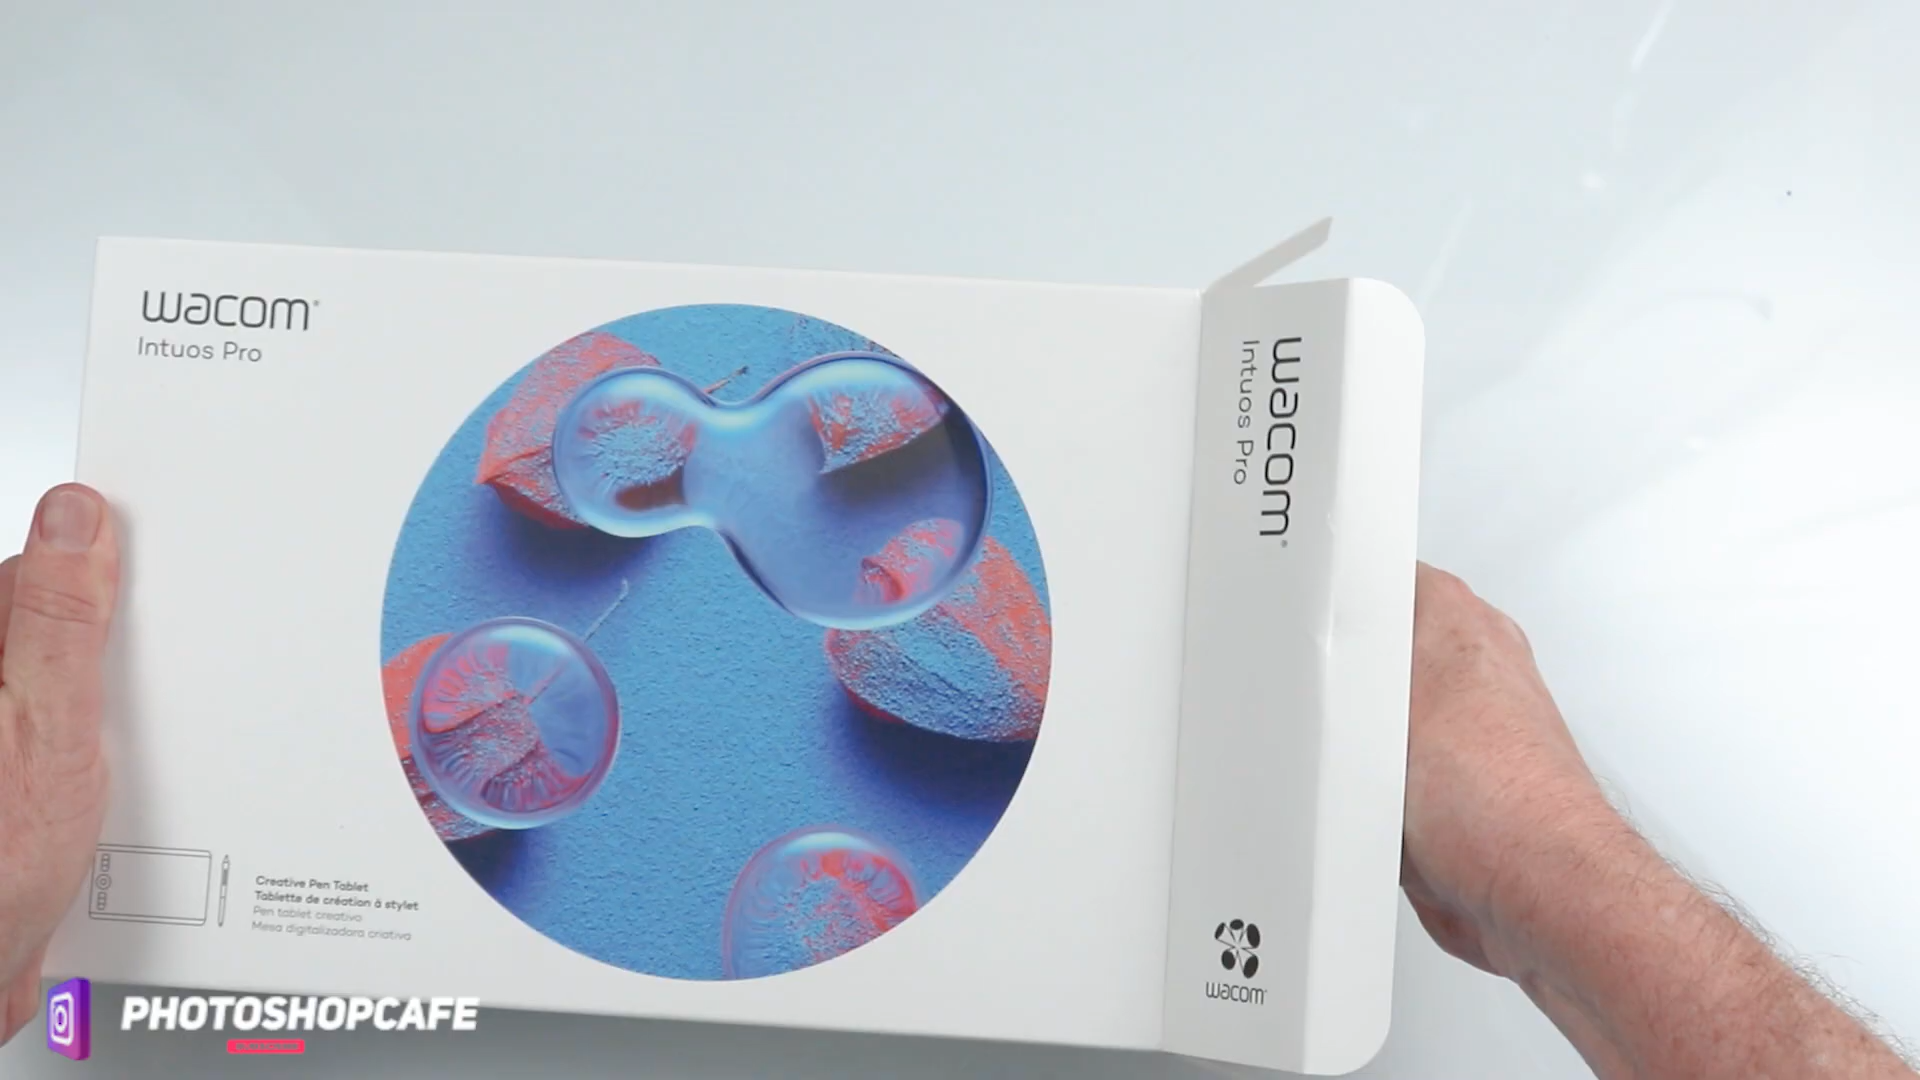 wacom
Intuos Pro
wacom
Intuos Pro
Creative Pen Tablet
Tablette de création à stylet
Pen tablet creativo
Mesa digitalizadora criativa
wacom
PHOTOSHOPCAFE